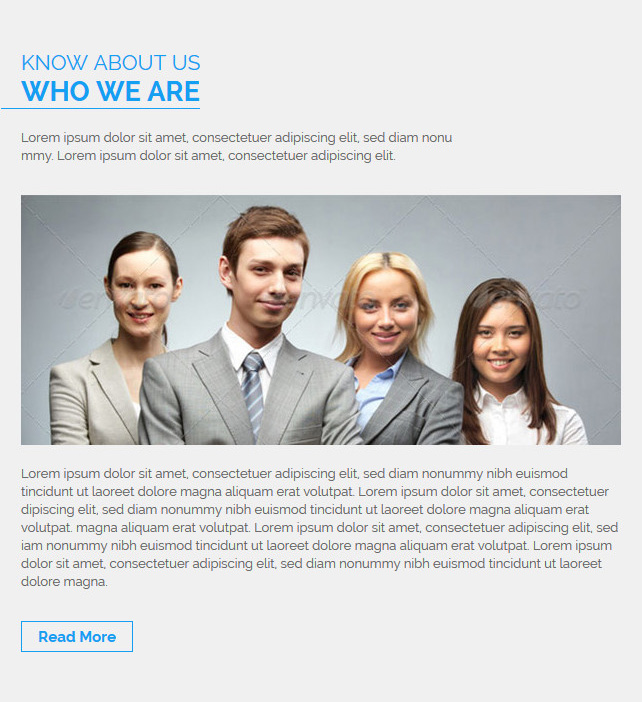 KNOW ABOUT US
WHO WE ARE
Lorem ipsum dolor sit amet, consectetuer adipiscing elit, sed diam nonu
mmy. Lorem ipsum dolor sit amet, consectetuer adipiscing elit.
envato envato envato
Lorem ipsum dolor sit amet, consectetuer adipiscing elit, sed diam nonummy nibh euismod
tincidunt ut laoreet dolore magna aliquam erat volutpat. Lorem ipsum dolor sit amet, consectetuer
dipiscing elit, sed diam nonummy nibh euismod tincidunt ut laoreet dolore magna aliquam erat
volutpat. magna aliquam erat volutpat. Lorem ipsum dolor sit amet, consectetuer adipiscing elit, sed
iam nonummy nibh euismod tincidunt ut laoreet dolore magna aliquam erat volutpat. Lorem ipsum
dolor sit amet, consectetuer adipiscing elit, sed diam nonummy nibh euismod tincidunt ut laoreet
dolore magna.
Read More